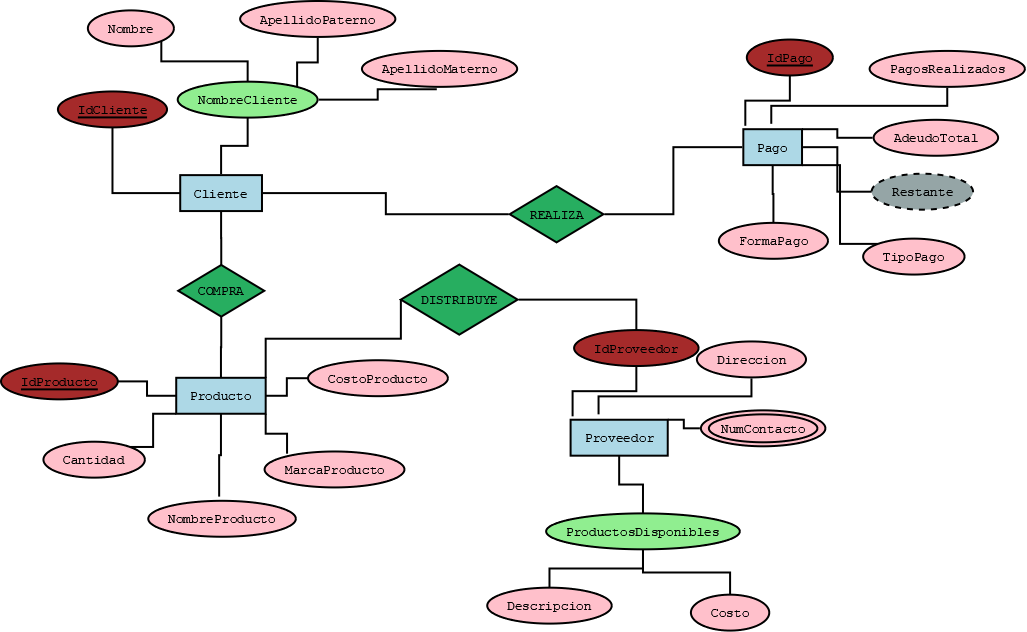 ApellidoPaterno
Nombre
IdPago
ApellidoMaterno
PagosRealizados
NombreCliente
IdCliente
AdeudoTotal
Pago
Cliente
Restante
REALIZA
FormaPago
TipoPago
COMPRA
DISTRIBUYE
IdProveedor
Direccion
CostoProducto
IdProducto
Producto
NumContacto
Proveedor
Cantidad
MarcaProducto
NombreProducto
ProductosDisponibles
Descripcion
Costo